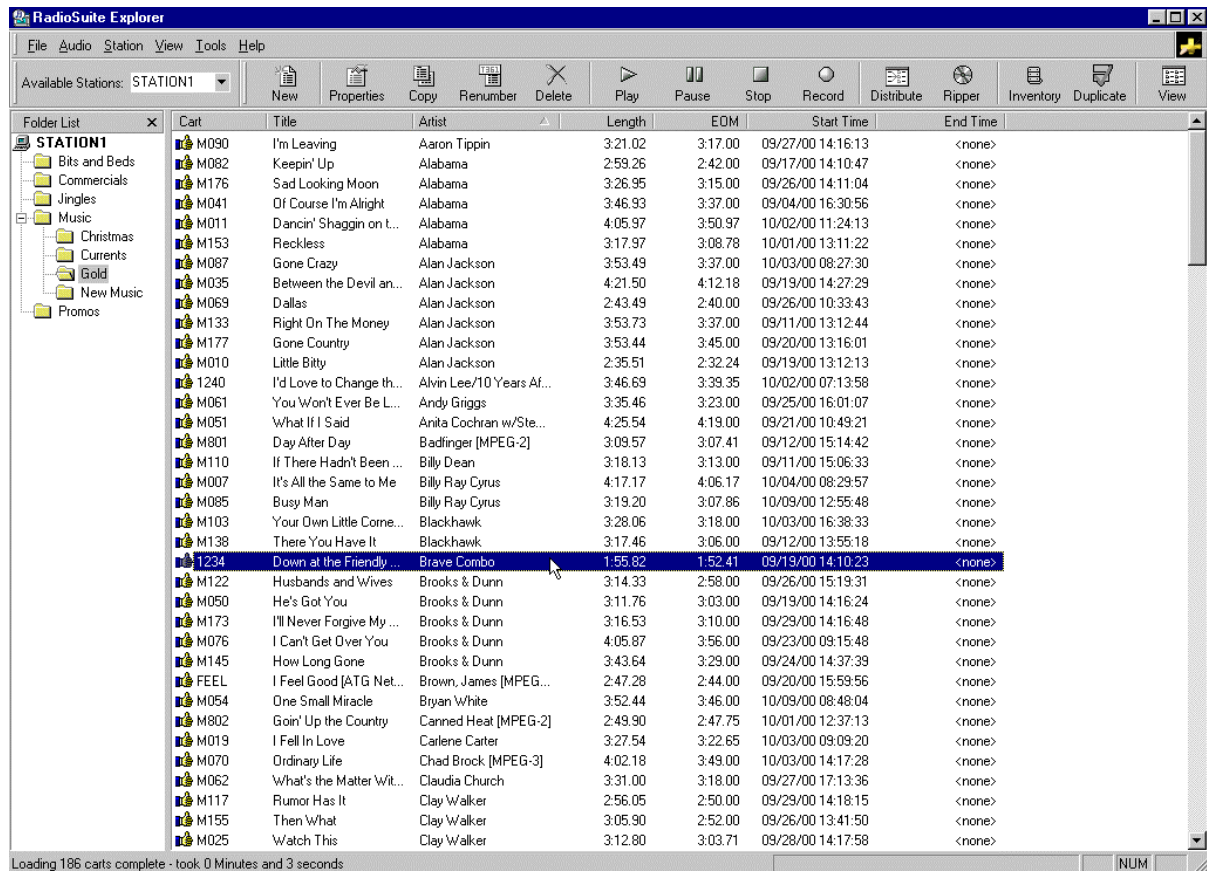 RadioSuite Explorer
File Audio Station View Tools Help
Available Stations: STATION1
New Properties Copy Renumber Delete Play Pause Stop Record Distribute Ripper Inventory Duplicate View
Folder List x
STATION1
Bits and Beds
Commercials
Jingles
Music
Christmas
Currents
Gold
New Music
Promos
Cart Title Artist Length EOM Start Time End Time
M090 I'm Leaving Aaron Tippin 3:21.02 3:17.00 09/27/00 14:16:13 <none>
M082 Keepin' Up Alabama 2:59.26 2:42.00 09/17/00 14:10:47 <none>
M176 Sad Looking Moon Alabama 3:26.95 3:15.00 09/26/00 14:11:04 <none>
M041 Of Course I'm Alright Alabama 3:46.93 3:37.00 09/04/00 16:30:56 <none>
M011 Dancin' Shaggin on t... Alabama 4:05.97 3:50.97 10/02/00 11:24:13 <none>
M153 Reckless Alabama 3:17.97 3:08.78 10/01/00 13:11:22 <none>
M087 Gone Crazy Alan Jackson 3:53.49 3:37.00 10/03/00 08:27:30 <none>
M035 Between the Devil an... Alan Jackson 4:21.50 4:12.18 09/19/00 14:27:29 <none>
M069 Dallas Alan Jackson 2:43.49 2:40.00 09/26/00 10:33:43 <none>
M133 Right On The Money Alan Jackson 3:53.73 3:37.00 09/11/00 13:12:44 <none>
M177 Gone Country Alan Jackson 3:53.44 3:45.00 09/20/00 13:16:01 <none>
M010 Little Bitty Alan Jackson 2:35.51 2:32.24 09/19/00 13:12:13 <none>
1240 I'd Love to Change th... Alvin Lee/10 Years Af... 3:46.69 3:39.35 10/02/00 07:13:58 <none>
M061 You Won't Ever Be L... Andy Griggs 3:35.46 3:23.00 09/25/00 16:01:07 <none>
M051 What If I Said Anita Cochran w/Ste... 4:25.54 4:19.00 09/21/00 10:49:21 <none>
M801 Day After Day Badfinger [MPEG-2] 3:09.57 3:07.41 09/12/00 15:14:42 <none>
M110 If There Hadn't Been ... Billy Dean 3:18.13 3:13.00 09/11/00 15:06:33 <none>
M007 It's All the Same to Me Billy Ray Cyrus 4:17.17 4:06.17 10/04/00 08:29:57 <none>
M085 Busy Man Billy Ray Cyrus 3:19.20 3:07.86 10/09/00 12:55:48 <none>
M103 Your Own Little Corne... Blackhawk 3:28.06 3:18.00 10/03/00 16:38:33 <none>
M138 There You Have It Blackhawk 3:17.46 3:06.00 09/12/00 13:55:18 <none>
1234 Down at the Friendly ... Brave Combo 1:55.82 1:52.41 09/19/00 14:10:23 <none>
M122 Husbands and Wives Brooks & Dunn 3:14.33 2:58.00 09/26/00 15:19:31 <none>
M050 He's Got You Brooks & Dunn 3:11.76 3:03.00 09/19/00 14:16:24 <none>
M173 I'll Never Forgive My ... Brooks & Dunn 3:16.53 3:10.00 09/29/00 14:16:48 <none>
M076 I Can't Get Over You Brooks & Dunn 4:05.87 3:56.00 09/23/00 09:15:48 <none>
M145 How Long Gone Brooks & Dunn 3:43.64 3:29.00 09/24/00 14:37:39 <none>
FEEL I Feel Good [ATG Net... Brown, James [MPEG... 2:47.28 2:44.00 09/20/00 15:59:56 <none>
M054 One Small Miracle Bryan White 3:52.44 3:46.00 10/09/00 08:48:04 <none>
M802 Goin' Up the Country Canned Heat [MPEG-2] 2:49.90 2:47.75 10/01/00 12:37:13 <none>
M019 I Fell In Love Carlene Carter 3:27.54 3:22.65 10/03/00 09:09:20 <none>
M070 Ordinary Life Chad Brock [MPEG-3] 4:02.18 3:49.00 10/03/00 14:17:28 <none>
M062 What's the Matter Wit... Claudia Church 3:31.00 3:18.00 09/27/00 17:13:36 <none>
M117 Rumor Has It Clay Walker 2:56.05 2:50.00 09/29/00 14:18:15 <none>
M155 Then What Clay Walker 3:05.90 2:52.00 09/26/00 13:41:50 <none>
M025 Watch This Clay Walker 3:12.80 3:03.71 09/28/00 14:17:58 <none>
Loading 186 carts complete - took 0 Minutes and 3 seconds NUM